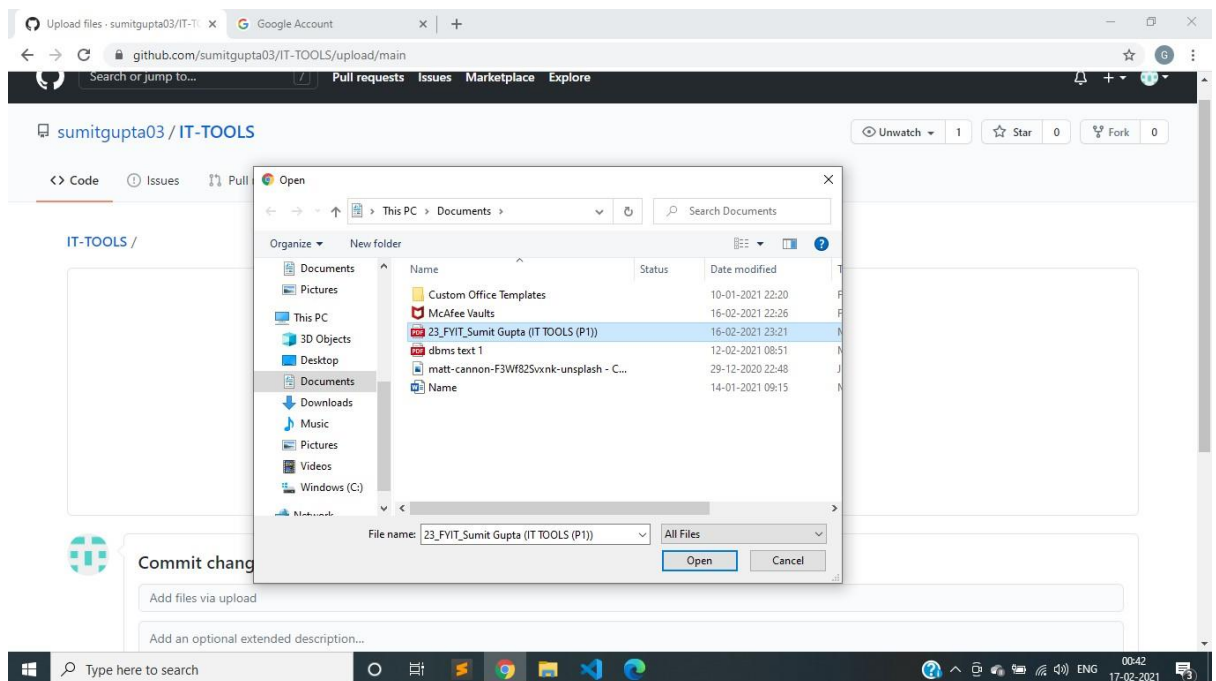 Upload files · sumitgupta03/IT-T
Google Account
github.com/sumitgupta03/IT-TOOLS/upload/main
G
Search or jump to...
/
Pull requests Issues Marketplace Explore
sumitgupta03 / IT-TOOLS
Unwatch 1 Star 0 Fork 0
<> Code Issues Pull
IT-TOOLS /
Open
This PC > Documents >
Search Documents
Organize New folder
Documents
Pictures
This PC
3D Objects
Desktop
Documents
Downloads
Music
Pictures
Videos
Windows (C:)
Network
Name Status Date modified
Custom Office Templates 10-01-2021 22:20
McAfee Vaults 16-02-2021 22:26
23_FYIT_Sumit Gupta (IT TOOLS (P1)) 16-02-2021 23:21
dbms text 1 12-02-2021 08:51
matt-cannon-F3Wf82Svxnk-unsplash - C... 29-12-2020 22:48
Name 14-01-2021 09:15
File name: 23_FYIT_Sumit Gupta (IT TOOLS (P1)) All Files
Open Cancel
Commit chang
Add files via upload
Add an optional extended description...
Type here to search
ENG
00:42
17-02-2021